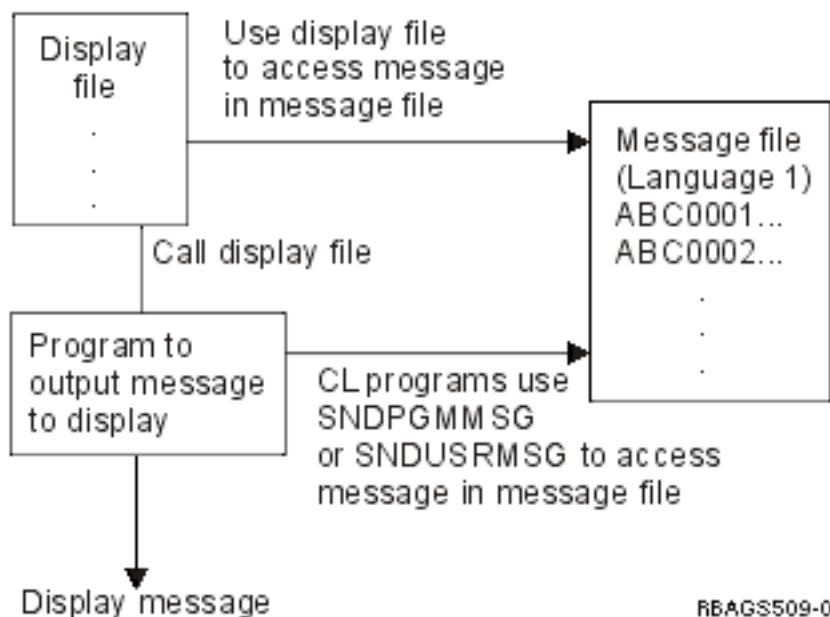 Display
file
.
.
.
Use display file
to access message
in message file
Message file
(Language 1)
ABC0001...
ABC0002...
.
.
.
Call display file
Program to
output message
to display
CL programs use
SNDPGMMSG
or SNDUSRMSG to access
message in message file
Display message
RBAGS509-0